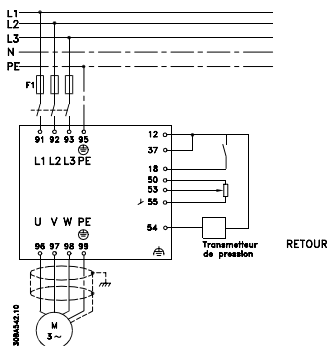 L1
L2
L3
N
PE
F1
91 92 93 95
L1 L2 L3 PE
12
37
18
50
53
55
54
U V W PE
96 97 98 99
Transmetteur
de pression
RETOUR
M
3~
30BA542.10